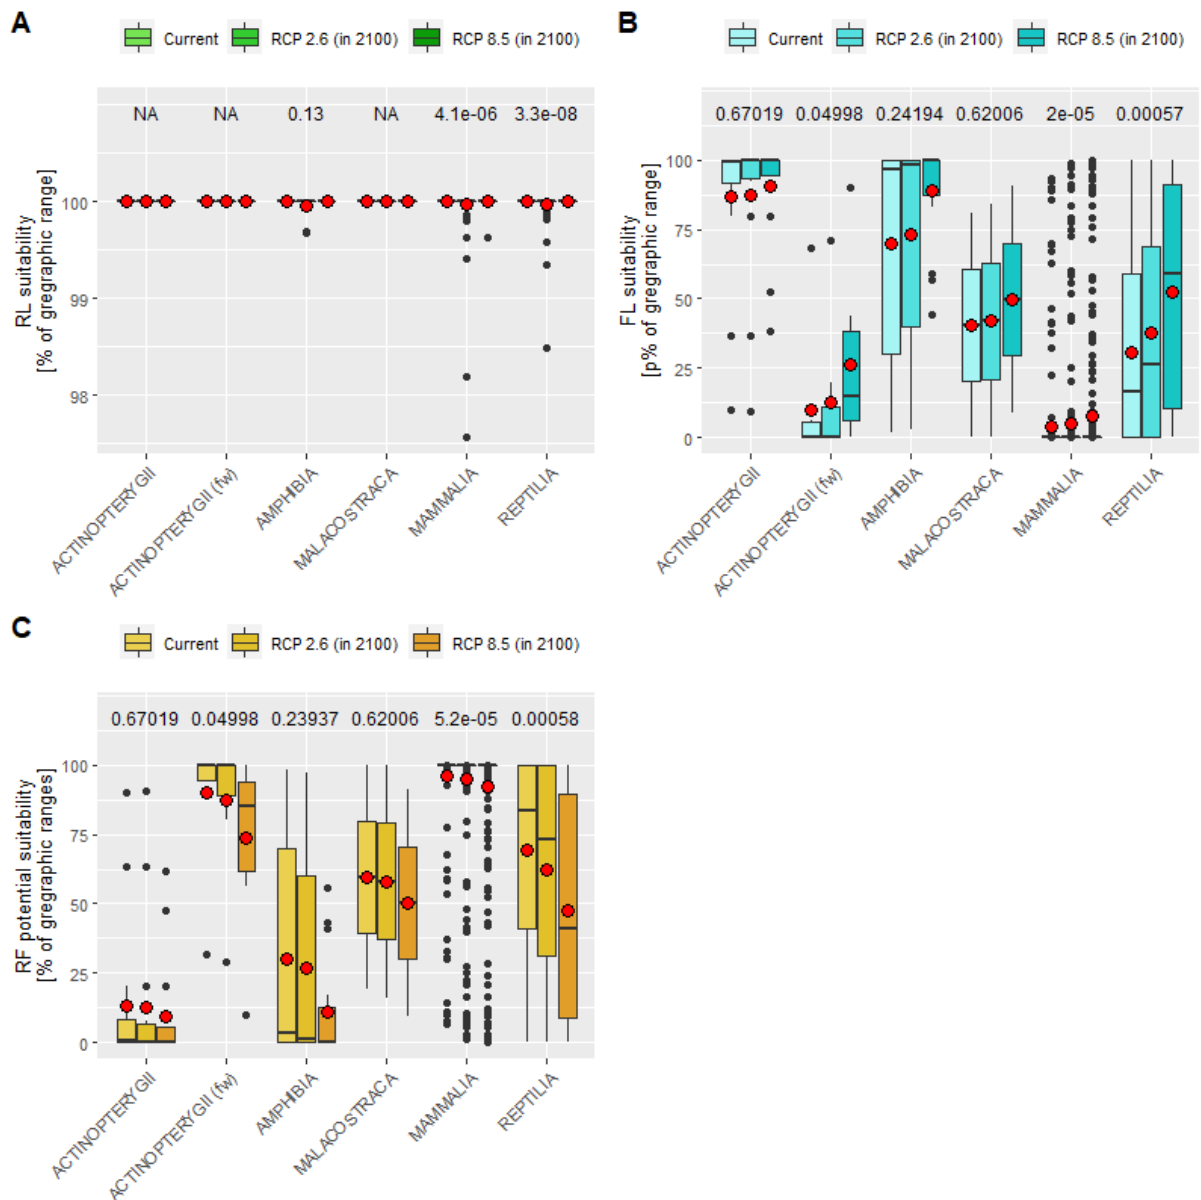 A
Current RCP 2.6 (in 2100) RCP 8.5 (in 2100)
NA NA 0.13 NA 4.1e-06 3.3e-08
RL suitability
[% of gregraphic range]
100
99
98
ACTINOPTERYGII
ACTINOPTERYGII (fw)
AMPHIBIA
MALACOSTRACA
MAMMALIA
REPTILIA
B
Current RCP 2.6 (in 2100) RCP 8.5 (in 2100)
0.67019 0.04998 0.24194 0.62006 2e-05 0.00057
FL suitability
[p% of gregraphic range]
100
75
50
25
0
ACTINOPTERYGII
ACTINOPTERYGII (fw)
AMPHIBIA
MALACOSTRACA
MAMMALIA
REPTILIA
C
Current RCP 2.6 (in 2100) RCP 8.5 (in 2100)
0.67019 0.04998 0.23937 0.62006 5.2e-05 0.00058
RF potential suitability
[% of gregraphic ranges]
100
75
50
25
0
ACTINOPTERYGII
ACTINOPTERYGII (fw)
AMPHIBIA
MALACOSTRACA
MAMMALIA
REPTILIA